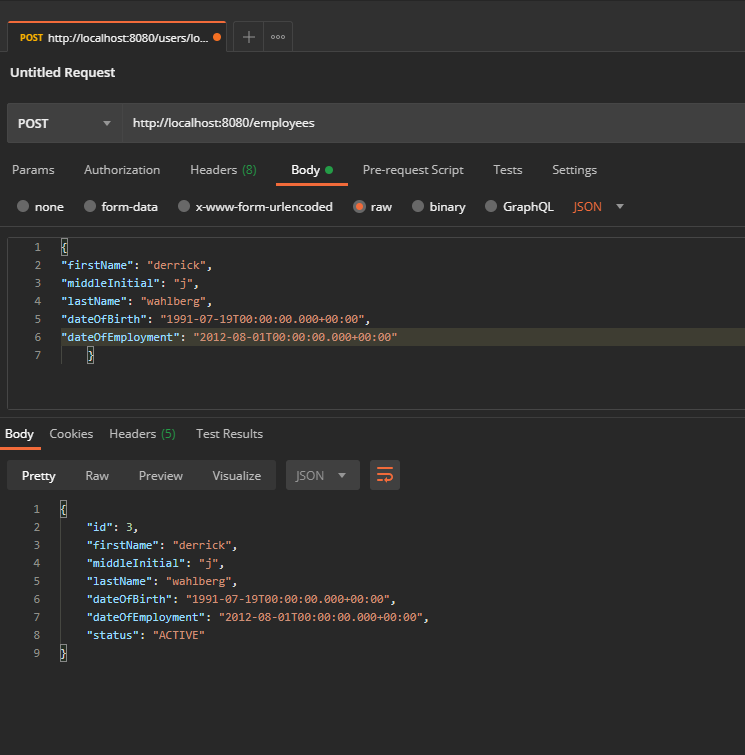 POST http://localhost:8080/users/lo...
Untitled Request
POST http://localhost:8080/employees
Params Authorization Headers (8) Body Pre-request Script Tests Settings
none form-data x-www-form-urlencoded raw binary GraphQL JSON
1 {
2 "firstName": "derrick",
3 "middleInitial": "j",
4 "lastName": "wahlberg",
5 "dateOfBirth": "1991-07-19T00:00:00.000+00:00",
6 "dateOfEmployment": "2012-08-01T00:00:00.000+00:00"
7 }
Body Cookies Headers (5) Test Results
Pretty Raw Preview Visualize JSON
1 {
2 "id": 3,
3 "firstName": "derrick",
4 "middleInitial": "j",
5 "lastName": "wahlberg",
6 "dateOfBirth": "1991-07-19T00:00:00.000+00:00",
7 "dateOfEmployment": "2012-08-01T00:00:00.000+00:00",
8 "status": "ACTIVE"
9 }